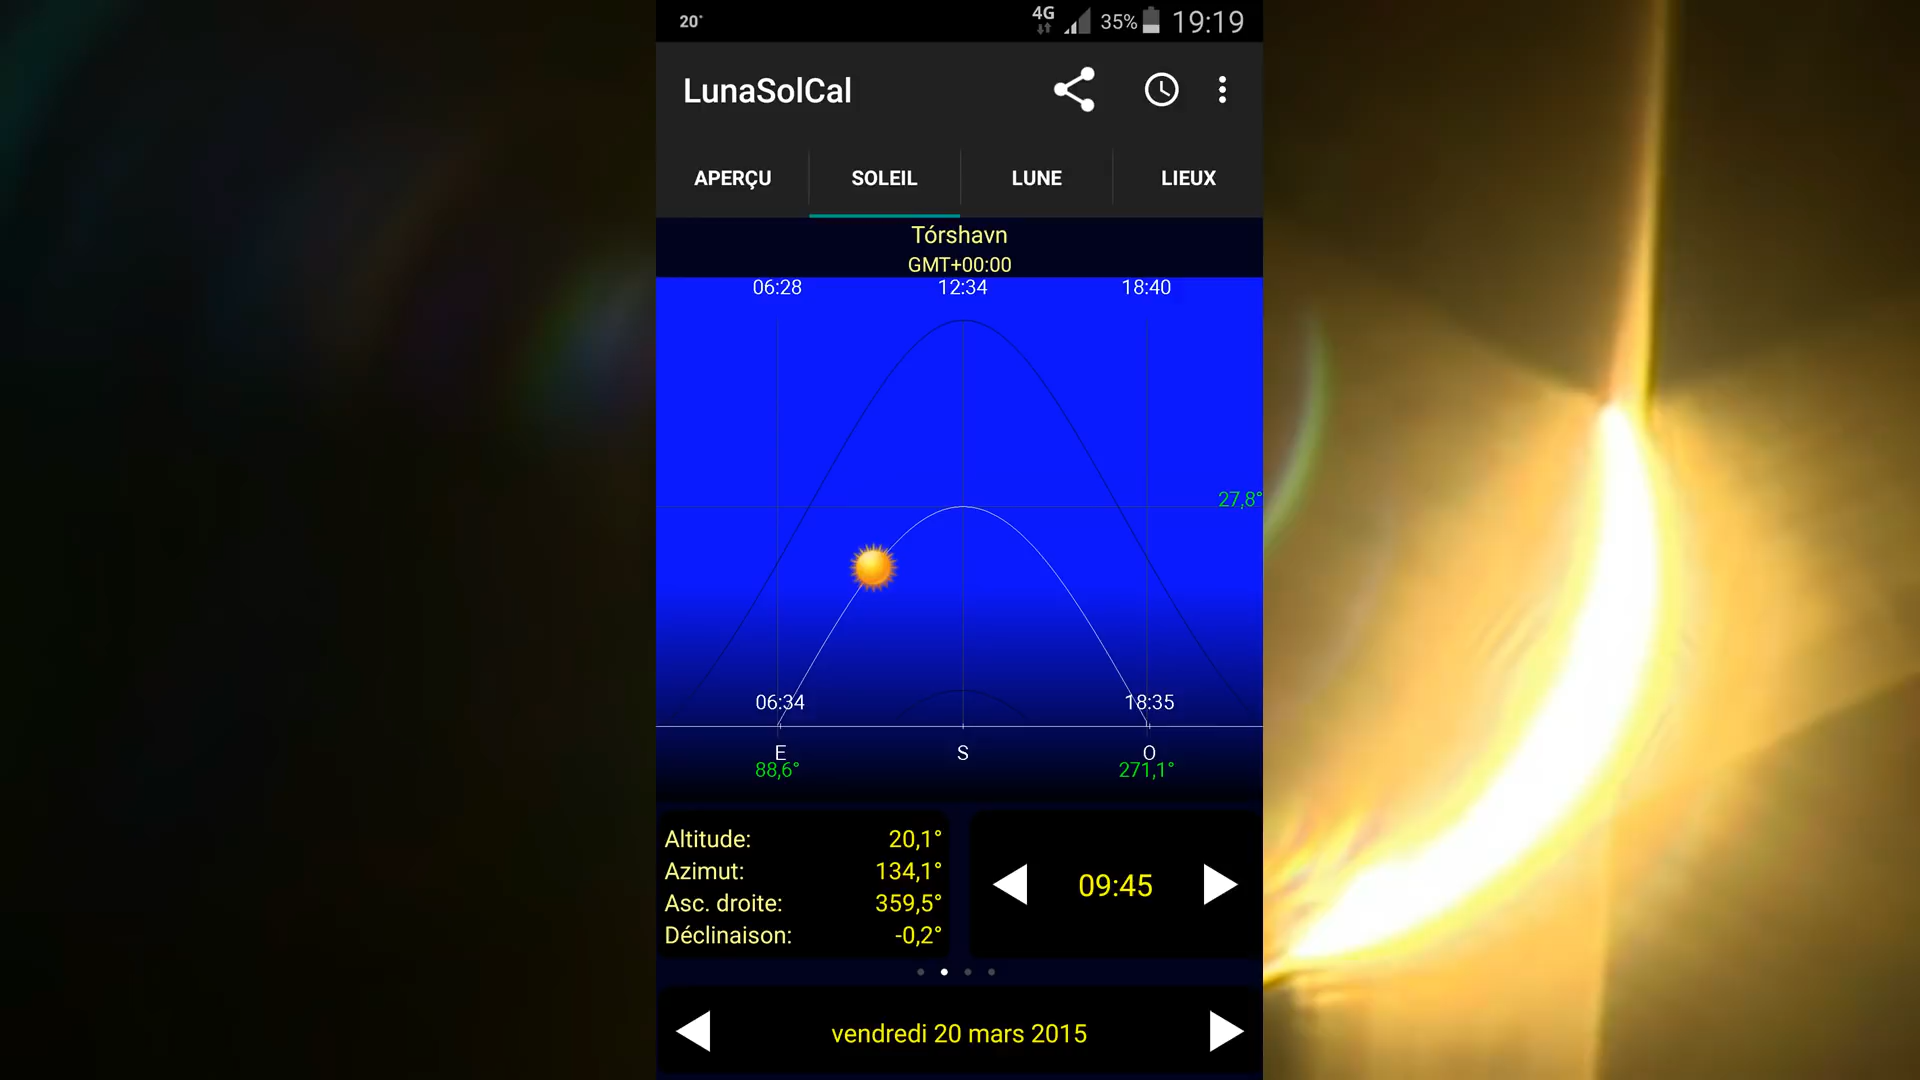 20°
4G
35%
19:19
LunaSolCal
APERÇU
SOLEIL
LUNE
LIEUX
Tórshavn
GMT+00:00
06:28
12:34
18:40
27,8°
06:34
18:35
E
S
O
88,6°
271,1°
Altitude: 20,1°
Azimut: 134,1°
Asc. droite: 359,5°
Déclinaison: -0,2°
09:45
vendredi 20 mars 2015